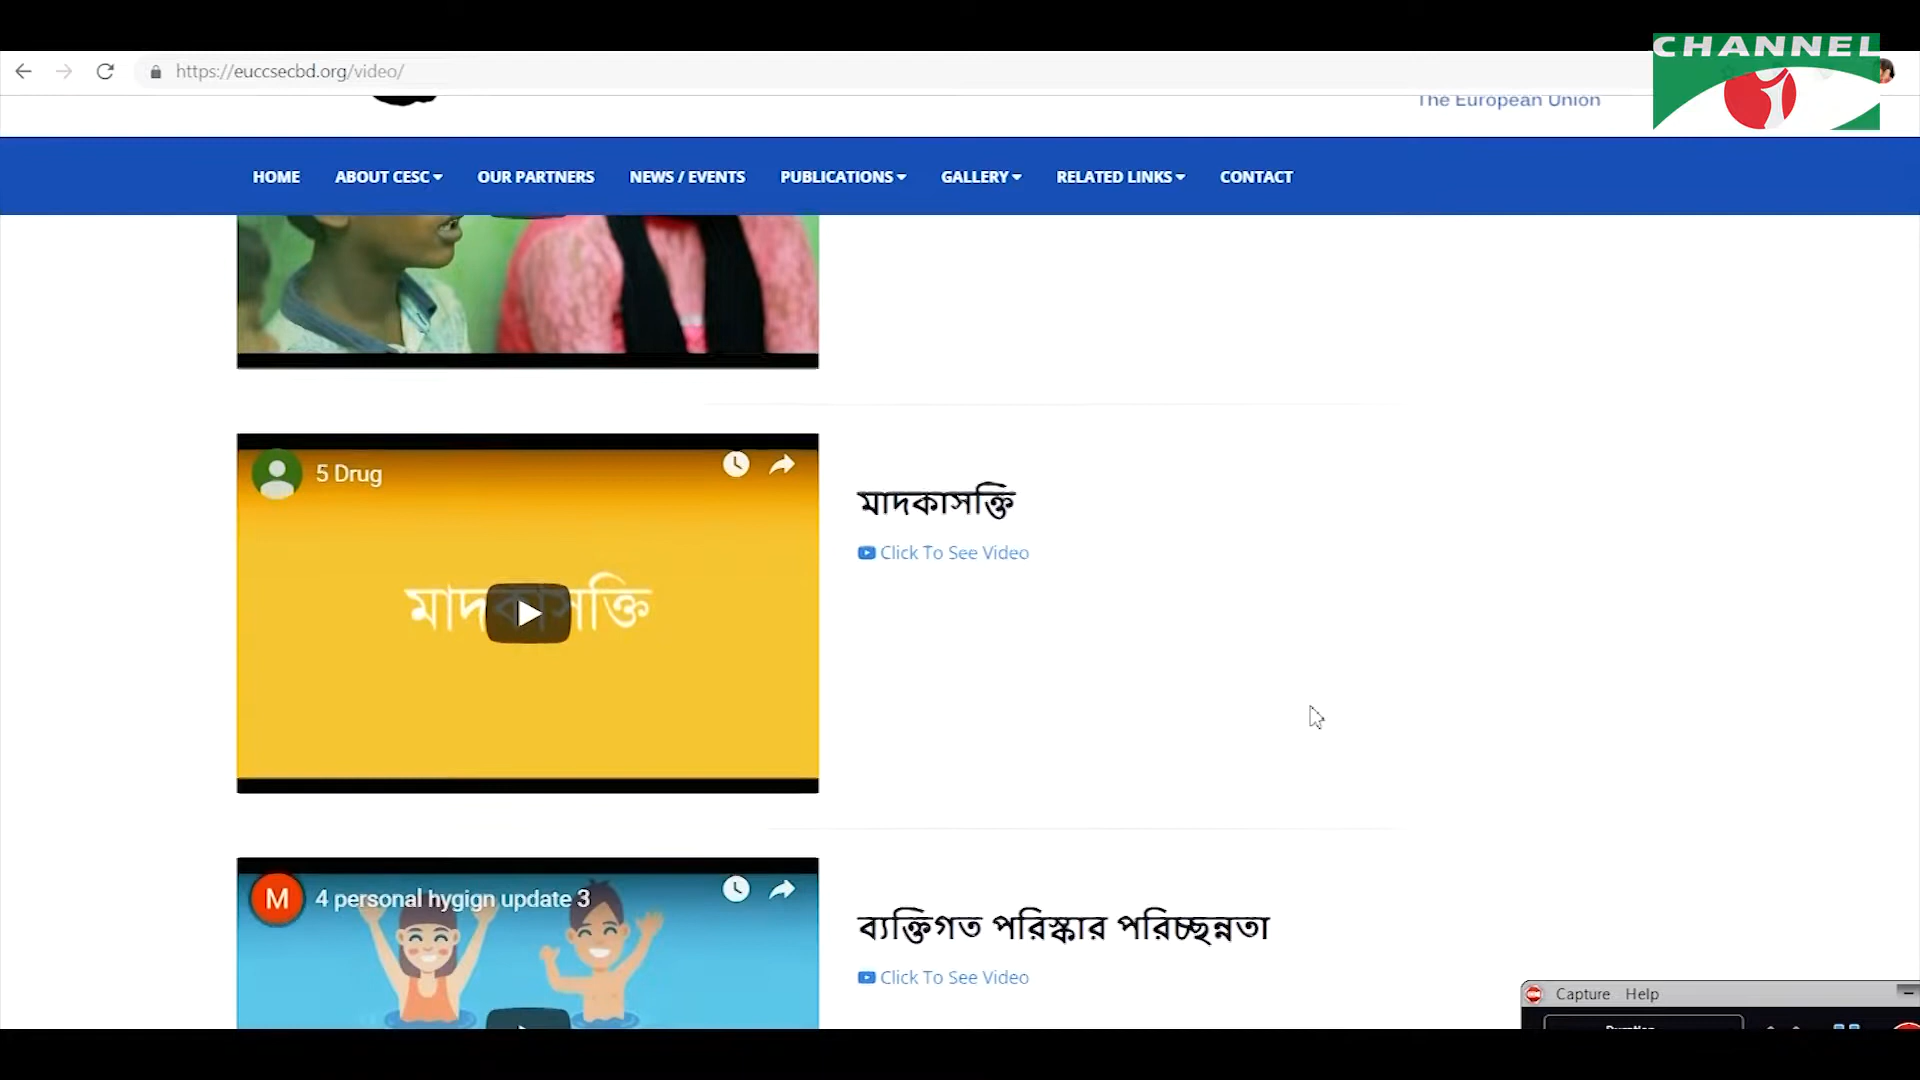 CHANNEL
https://euccsecbd.org/video/
The European Union
HOME ABOUT CESC OUR PARTNERS NEWS / EVENTS PUBLICATIONS GALLERY RELATED LINKS CONTACT
5 Drug
মাদকাসক্তি
Click To See Video
মাদকাসক্তি
4 personal hygign update 3
M
ব্যক্তিগত পরিস্কার পরিচ্ছন্নতা
Click To See Video
Capture Help
Duration